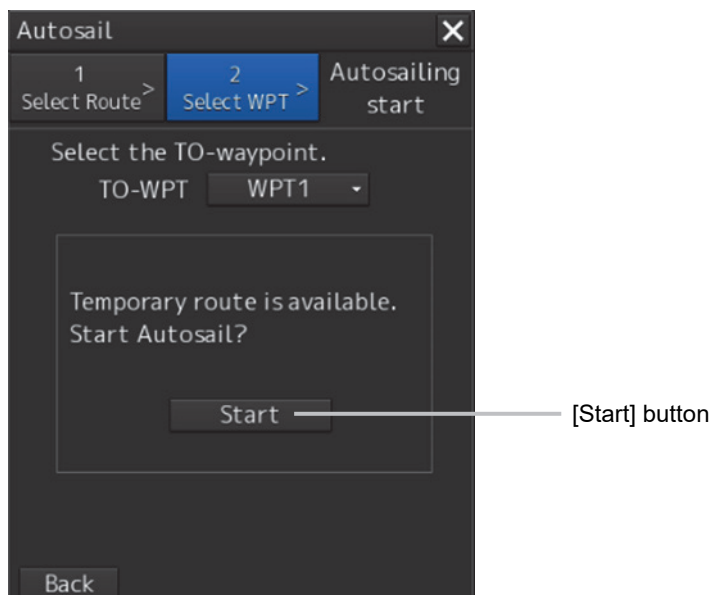 Autosail
1
Select Route >
2
Select WPT >
Autosailing
start
Select the TO-waypoint.
TO-WPT WPT1
Temporary route is available.
Start Autosail?
Start
[Start] button
Back